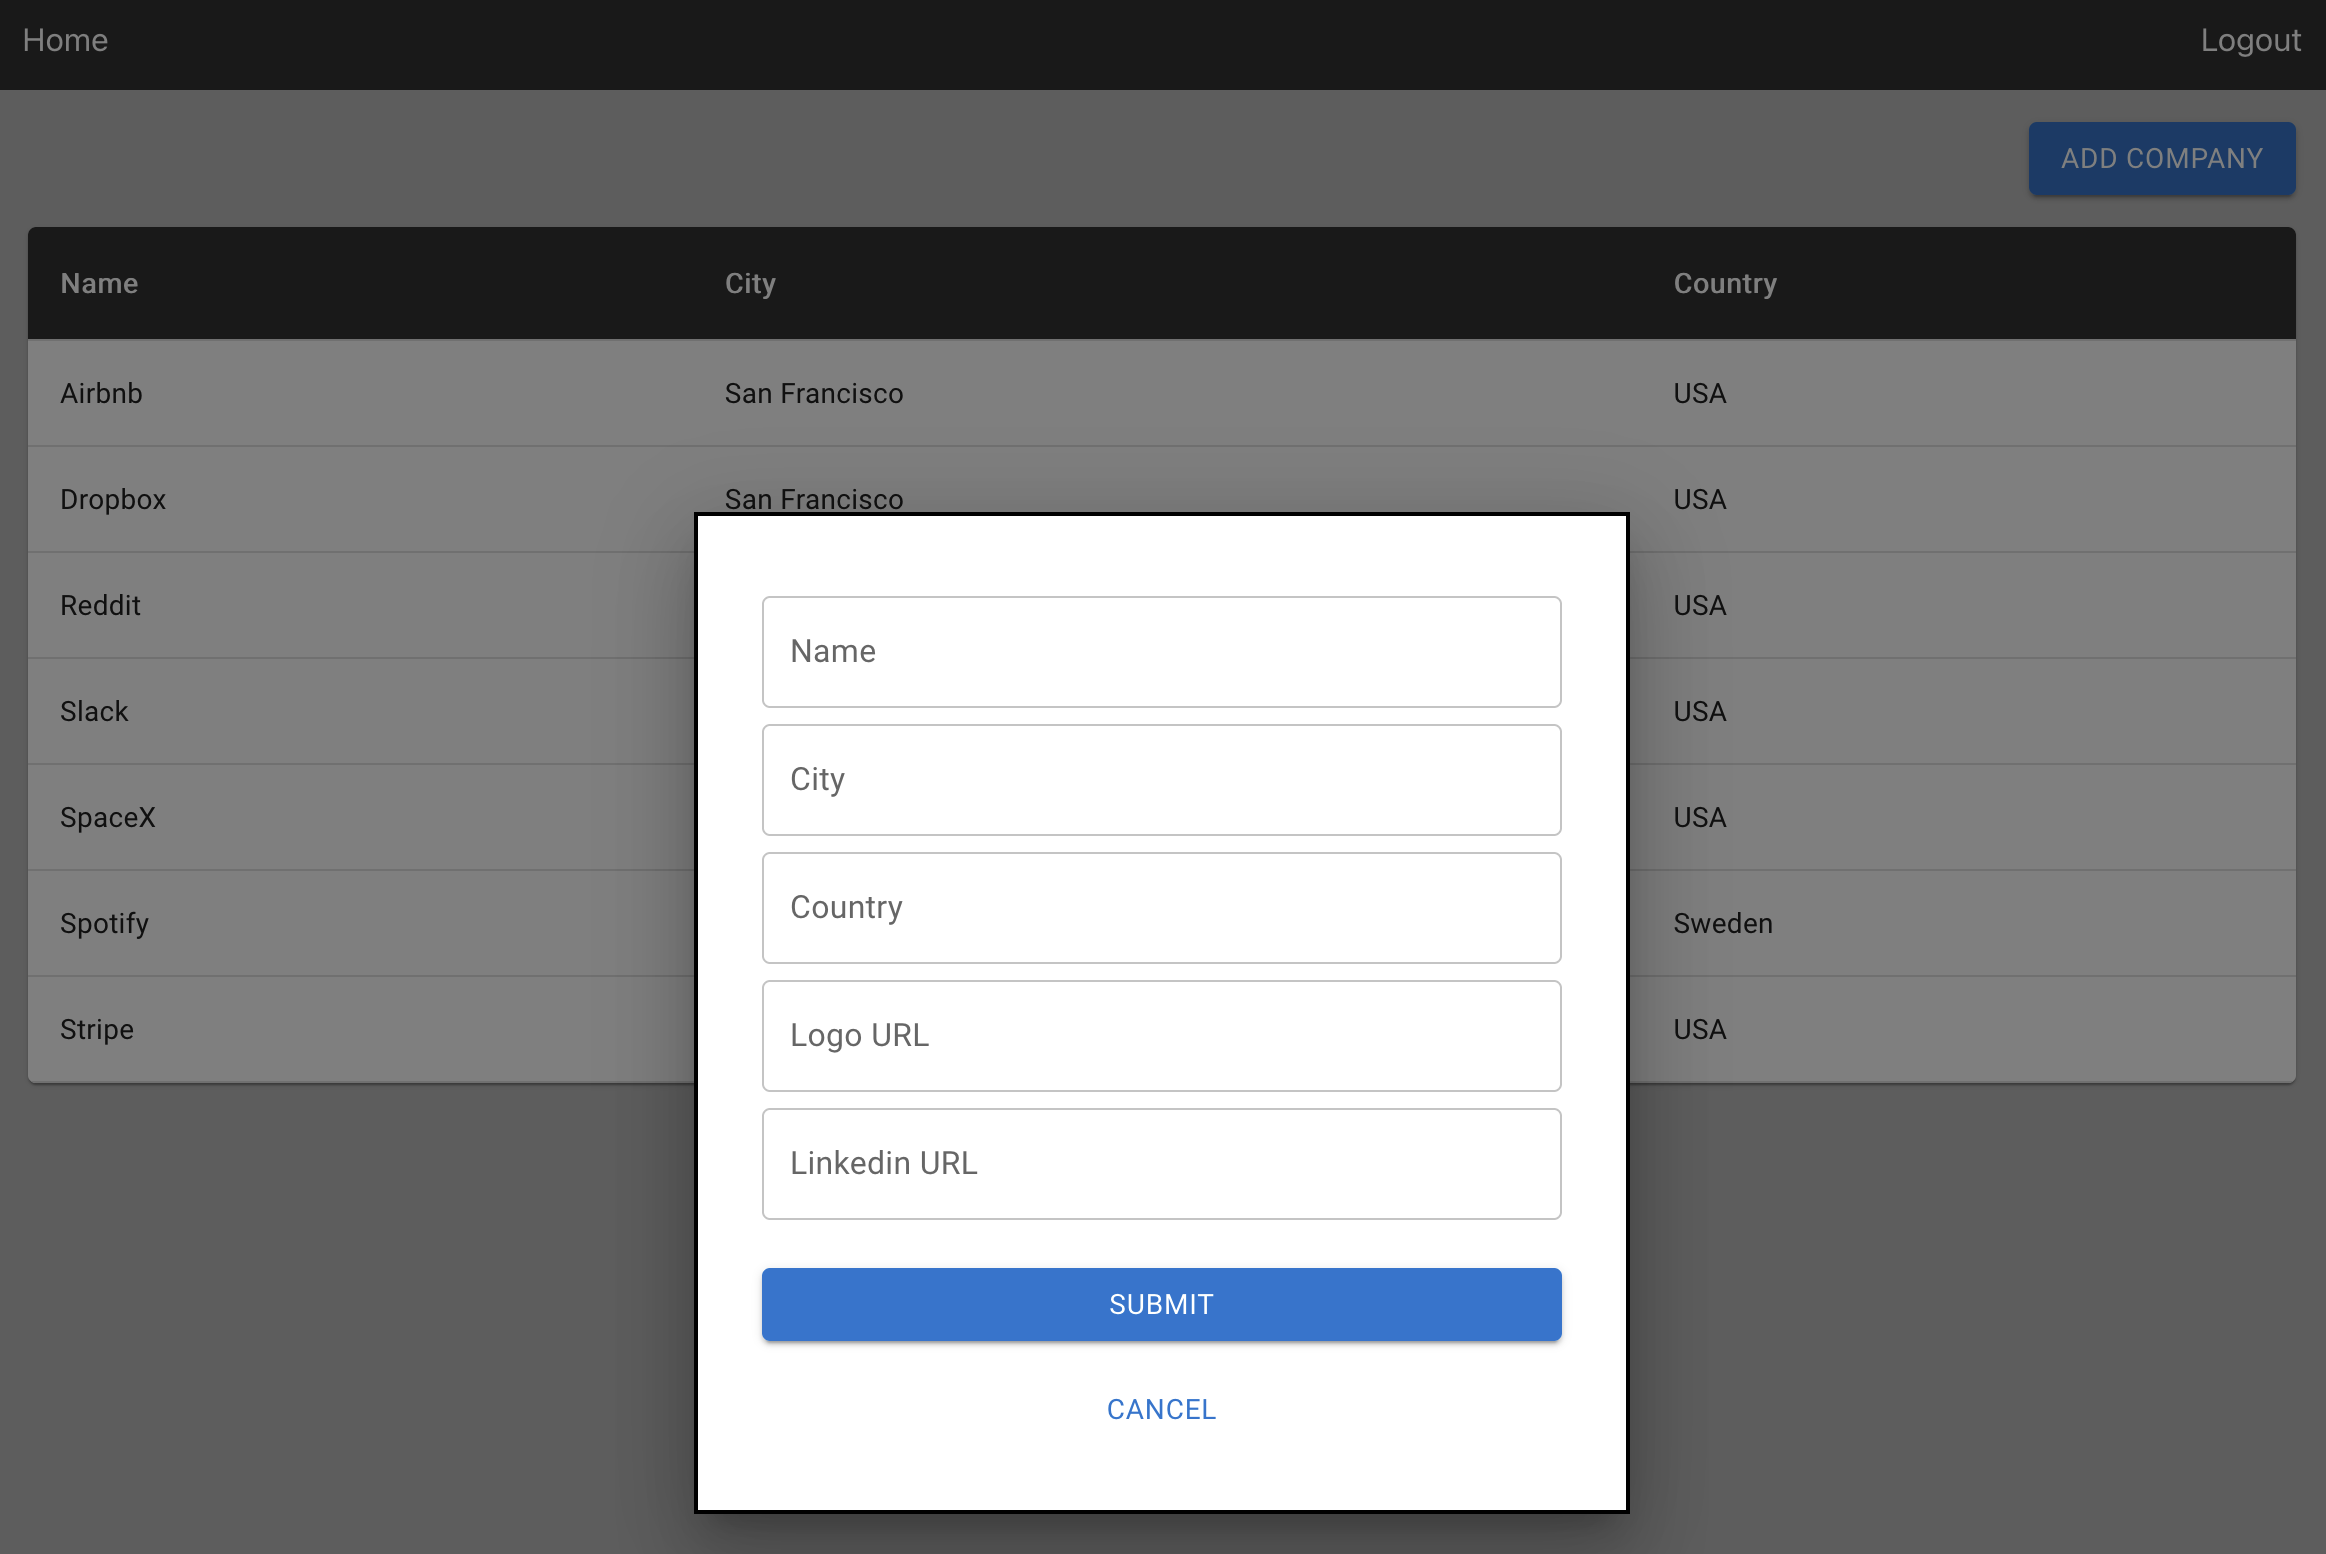 Home Logout
ADD COMPANY
Name City Country
Airbnb San Francisco USA
Dropbox San Francisco USA
Reddit USA
Slack USA
SpaceX USA
Spotify Sweden
Stripe USA
Name
City
Country
Logo URL
Linkedin URL
SUBMIT
CANCEL